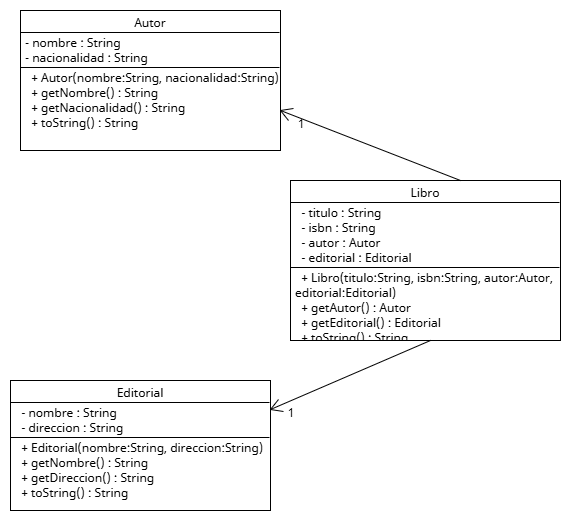 Autor
- nombre : String
- nacionalidad : String
+ Autor(nombre:String, nacionalidad:String)
+ getNombre() : String
+ getNacionalidad() : String
+ toString() : String
1
Libro
- titulo : String
- isbn : String
- autor : Autor
- editorial : Editorial
+ Libro(titulo:String, isbn:String, autor:Autor,
editorial:Editorial)
+ getAutor() : Autor
+ getEditorial() : Editorial
+ toString() : String
Editorial
- nombre : String
- direccion : String
+ Editorial(nombre:String, direccion:String)
+ getNombre() : String
+ getDireccion() : String
+ toString() : String
1